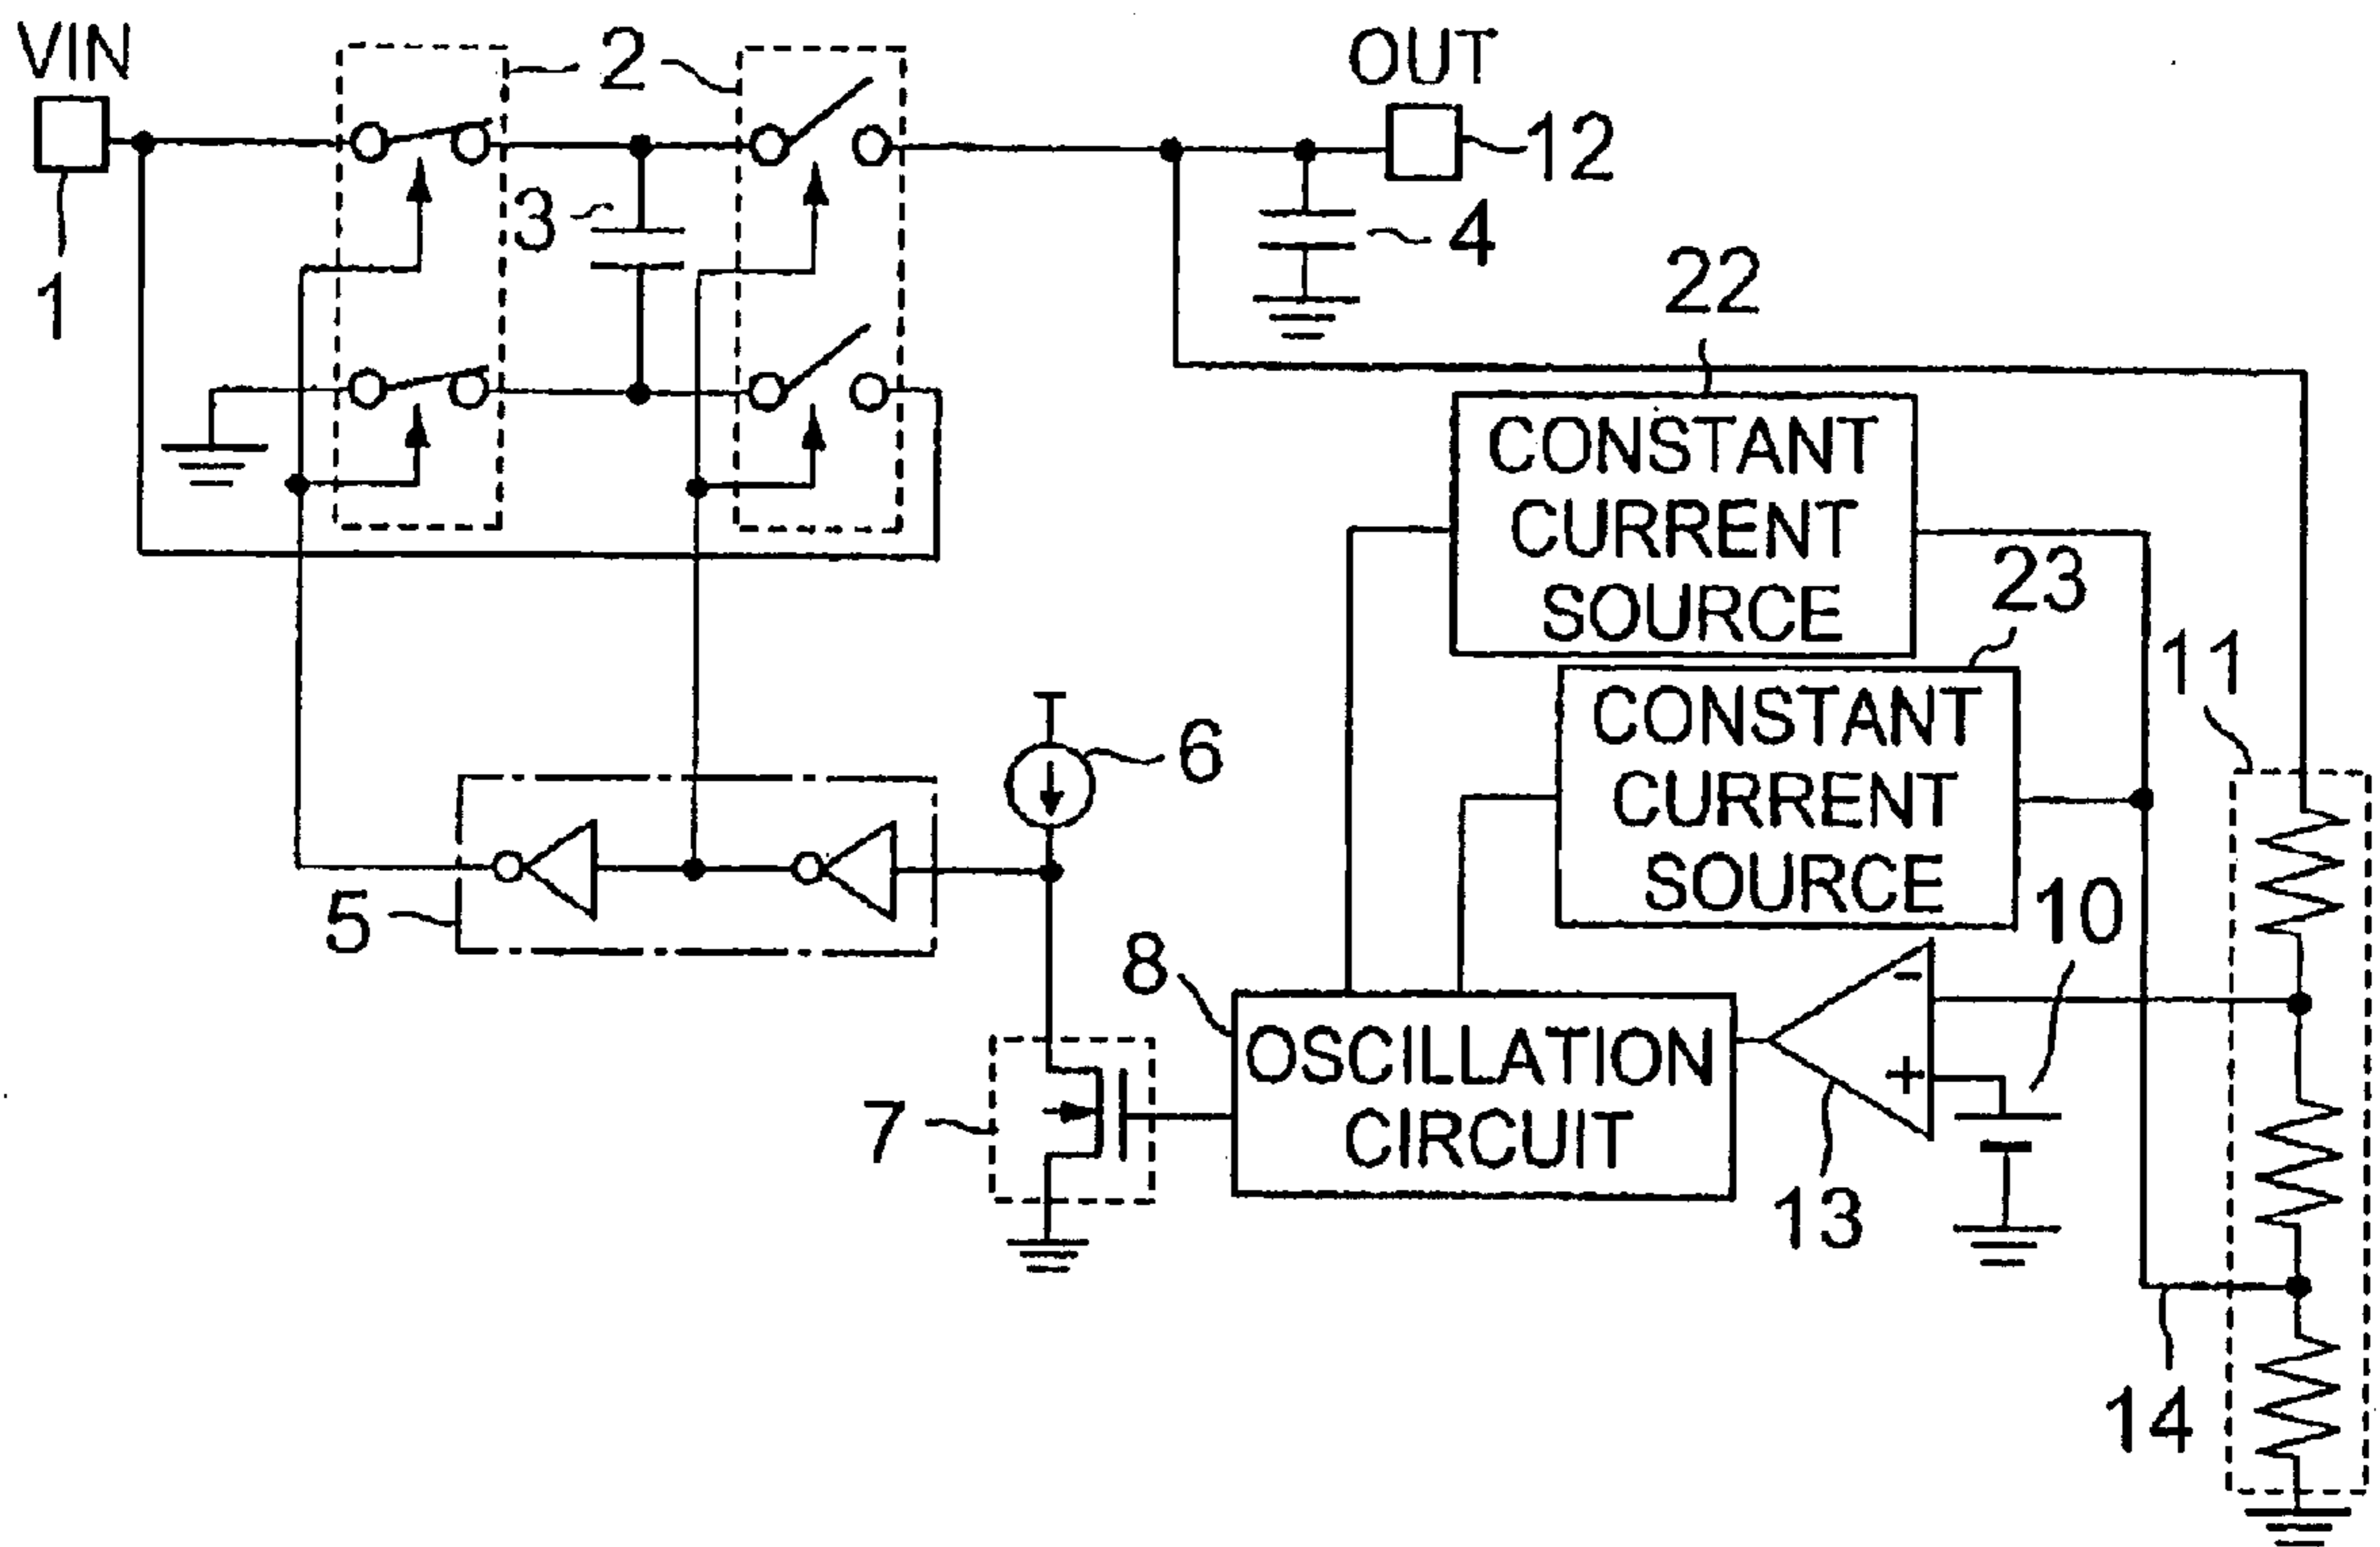 VIN
2
OUT
12
3
4
1
22
CONSTANT
CURRENT
SOURCE
23
CONSTANT
CURRENT
SOURCE
11
6
5
10
8
-
OSCILLATION
CIRCUIT
+
7
13
14